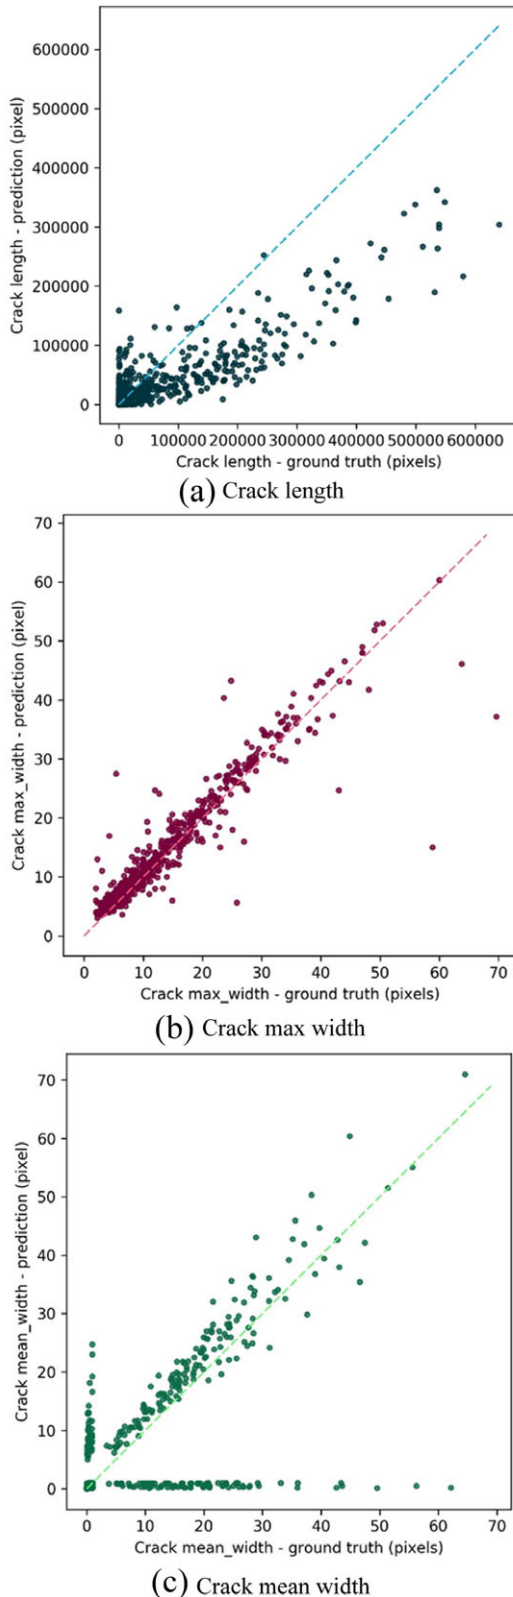 600000
500000
400000
300000
200000
100000
0
Crack length - prediction (pixel)
0 100000 200000 300000 400000 500000 600000
Crack length - ground truth (pixels)
(a) Crack length
70
60
50
40
30
20
10
0
Crack max_width - prediction (pixel)
0 10 20 30 40 50 60 70
Crack max_width - ground truth (pixels)
(b) Crack max width
70
60
50
40
30
20
10
0
Crack mean_width - prediction (pixel)
0 10 20 30 40 50 60 70
Crack mean_width - ground truth (pixels)
(c) Crack mean width